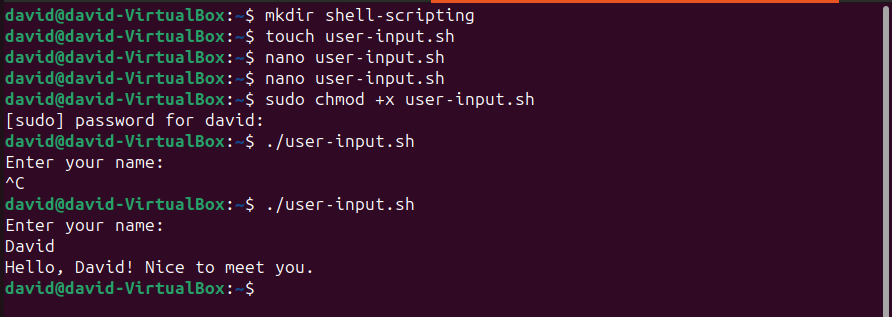 david@david-VirtualBox:~$ mkdir shell-scripting
david@david-VirtualBox:~$ touch user-input.sh
david@david-VirtualBox:~$ nano user-input.sh
david@david-VirtualBox:~$ nano user-input.sh
david@david-VirtualBox:~$ sudo chmod +x user-input.sh
[sudo] password for david:
david@david-VirtualBox:~$ ./user-input.sh
Enter your name:
^C
david@david-VirtualBox:~$ ./user-input.sh
Enter your name:
David
Hello, David! Nice to meet you.
david@david-VirtualBox:~$